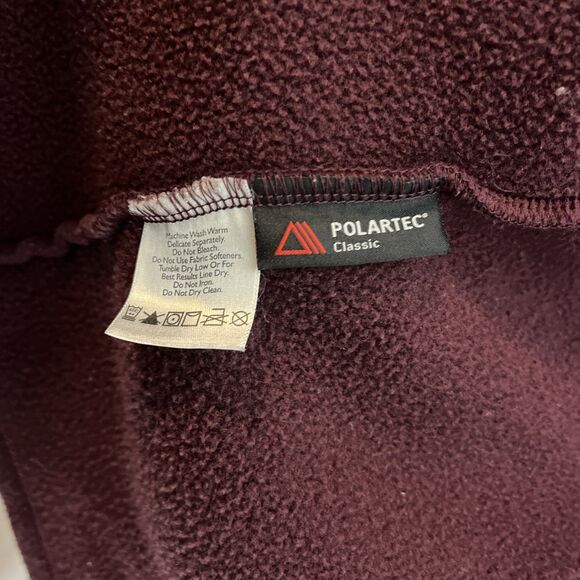 Machine Wash Warm
Delicate Separately.
Do Not Bleach.
Do Not Use Fabric Softeners.
Tumble Dry Low Or For
Best Results Line Dry.
Do Not Iron.
Do Not Dry Clean.
POLARTEC®
Classic